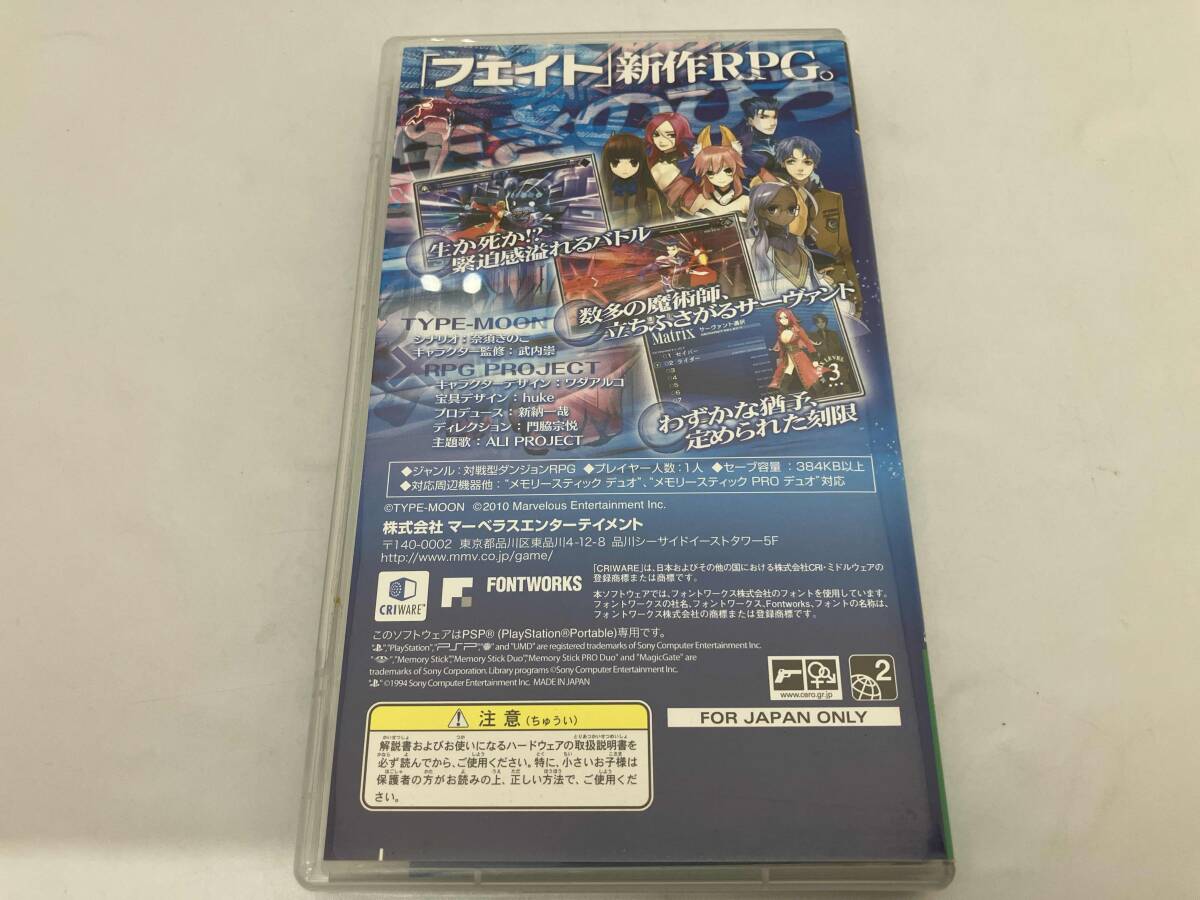 「フェイト」新作RPG。
生か死か!?
緊迫感溢れるバトル
数多の魔術師、
立ちふさがるサーヴァント
Matrix サーヴァント選択
01 セイバー
02 ライダー
03
04
05
06
07
LEVEL
3
わずかな猶予、
定められた刻限
TYPE-MOON
シナリオ：奈須きのこ
キャラクター監修：武内崇
×RPG PROJECT
キャラクターデザイン：ワダアルコ
宝具デザイン：huke
プロデュース：新納一哉
ディレクション：門脇宗悦
主題歌：ALI PROJECT
◆ジャンル：対戦型ダンジョンRPG ◆プレイヤー人数：1人 ◆セーブ容量：384KB以上
◆対応周辺機器他："メモリースティック デュオ"、"メモリースティック PRO デュオ"対応
©TYPE-MOON ©2010 Marvelous Entertainment Inc.
株式会社 マーベラスエンターテイメント
〒140-0002 東京都品川区東品川4-12-8 品川シーサイドイーストタワー5F
http://www.mmv.co.jp/game/
CRIWARE™
FONTWORKS
「CRIWARE」は、日本およびその他の国における株式会社CRI・ミドルウェアの
登録商標または商標です。
本ソフトウェアでは、フォントワークス株式会社のフォントを使用しています。
フォントワークスの社名、フォントワークス、Fontworks、フォントの名称は、
フォントワークス株式会社の商標または登録商標です。
このソフトウェアはPSP® (PlayStation®Portable)専用です。
"PlayStation", "PSP", and "UMD" are registered trademarks of Sony Computer Entertainment Inc.
"Memory Stick", "Memory Stick Duo", "Memory Stick PRO Duo" and "MagicGate" are
trademarks of Sony Corporation. Library programs ©Sony Computer Entertainment Inc.
©1994 Sony Computer Entertainment Inc. MADE IN JAPAN
www.cero.gr.jp
2
FOR JAPAN ONLY
注意（ちゅうい）
解説書およびお使いになるハードウェアの取扱説明書を
必ず読んでから、ご使用ください。特に、小さいお子様は
保護者の方がお読みの上、正しい方法で、ご使用くだ
さい。